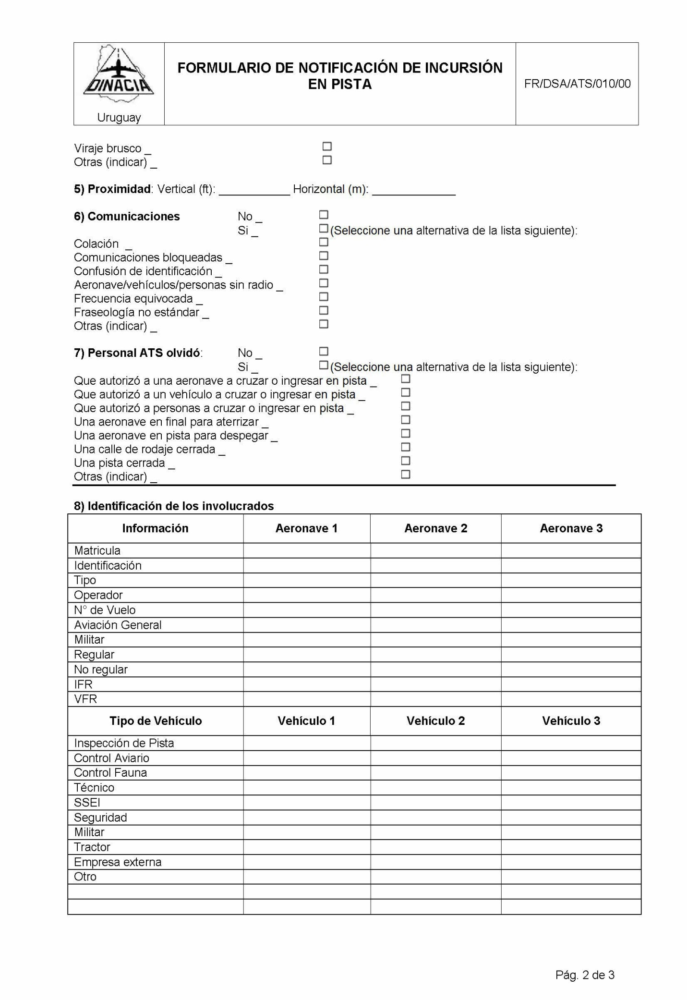 DINACIA
Uruguay
FORMULARIO DE NOTIFICACIÓN DE INCURSIÓN
EN PISTA
FR/DSA/ATS/010/00
Viraje brusco _ ☐
Otras (indicar) _ ☐
5) Proximidad: Vertical (ft): ___________ Horizontal (m): _____________
6) Comunicaciones No _ ☐
Si _ ☐ (Seleccione una alternativa de la lista siguiente):
Colación _ ☐
Comunicaciones bloqueadas _ ☐
Confusión de identificación _ ☐
Aeronave/vehículos/personas sin radio _ ☐
Frecuencia equivocada _ ☐
Fraseología no estándar _ ☐
Otras (indicar) _ ☐
7) Personal ATS olvidó: No _ ☐
Si _ ☐ (Seleccione una alternativa de la lista siguiente):
Que autorizó a una aeronave a cruzar o ingresar en pista _ ☐
Que autorizó a un vehículo a cruzar o ingresar en pista _ ☐
Que autorizó a personas a cruzar o ingresar en pista _ ☐
Una aeronave en final para aterrizar _ ☐
Una aeronave en pista para despegar _ ☐
Una calle de rodaje cerrada _ ☐
Una pista cerrada _ ☐
Otras (indicar) _ ☐
8) Identificación de los involucrados
Información Aeronave 1 Aeronave 2 Aeronave 3
Matricula
Identificación
Tipo
Operador
N° de Vuelo
Aviación General
Militar
Regular
No regular
IFR
VFR
Tipo de Vehículo Vehículo 1 Vehículo 2 Vehículo 3
Inspección de Pista
Control Aviario
Control Fauna
Técnico
SSEI
Seguridad
Militar
Tractor
Empresa externa
Otro
Pág. 2 de 3